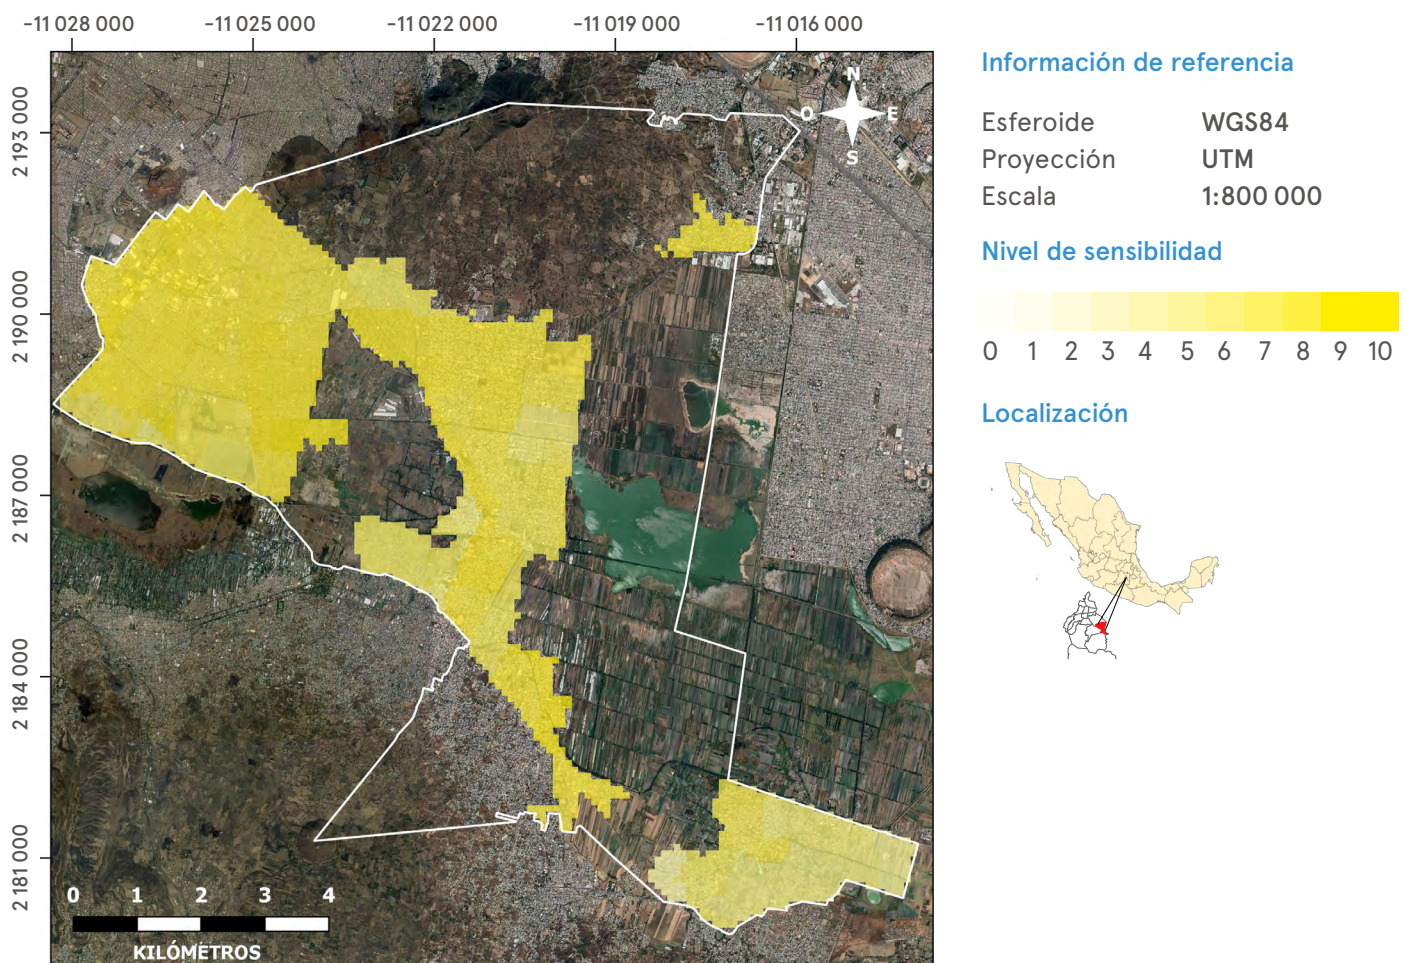 -11 028 000 -11 025 000 -11 022 000 -11 019 000 -11 016 000
2 193 000
2 190 000
2 187 000
2 184 000
2 181 000
N
O E
S
0 1 2 3 4
KILÓMETROS
Información de referencia
Esferoide WGS84
Proyección UTM
Escala 1:800 000
Nivel de sensibilidad
0 1 2 3 4 5 6 7 8 9 10
Localización